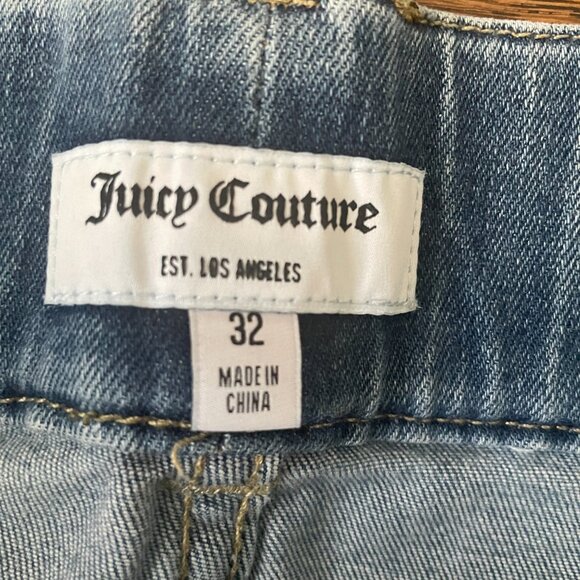 Juicy Couture
EST. LOS ANGELES
32
MADE IN
CHINA